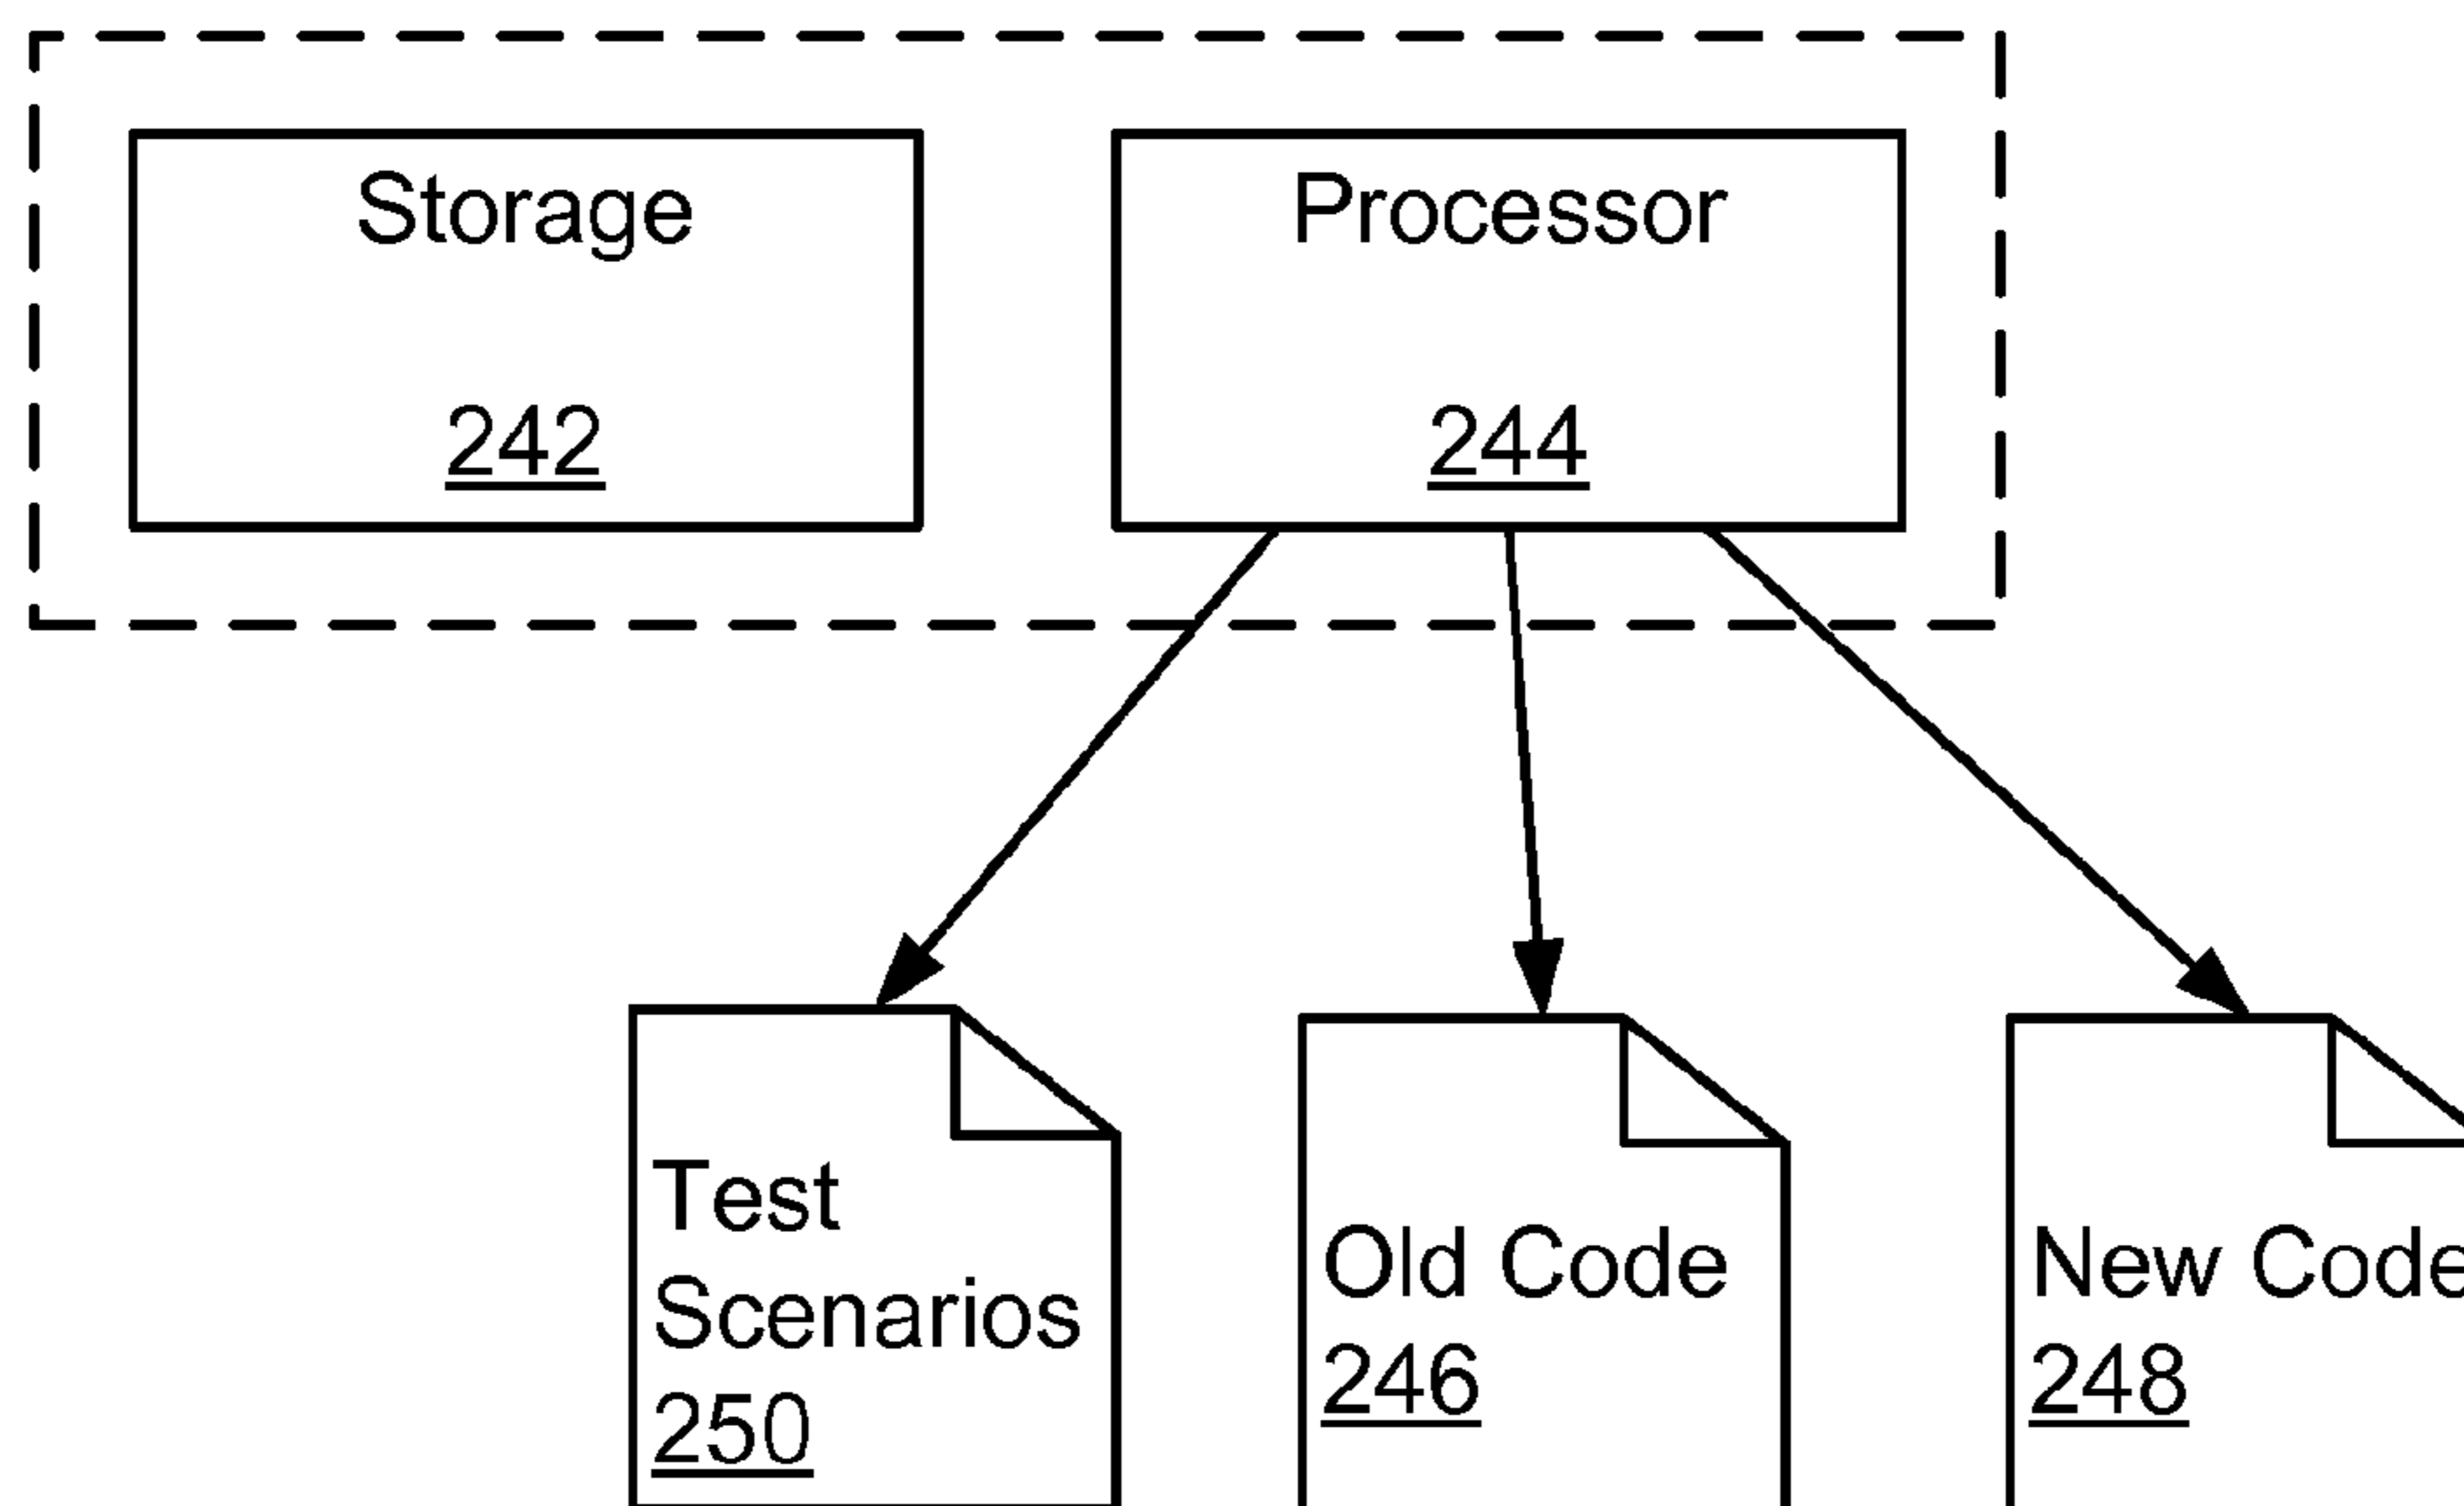 Storage
242
Processor
244
Test
Scenarios
250
Old Code
246
New Code
248